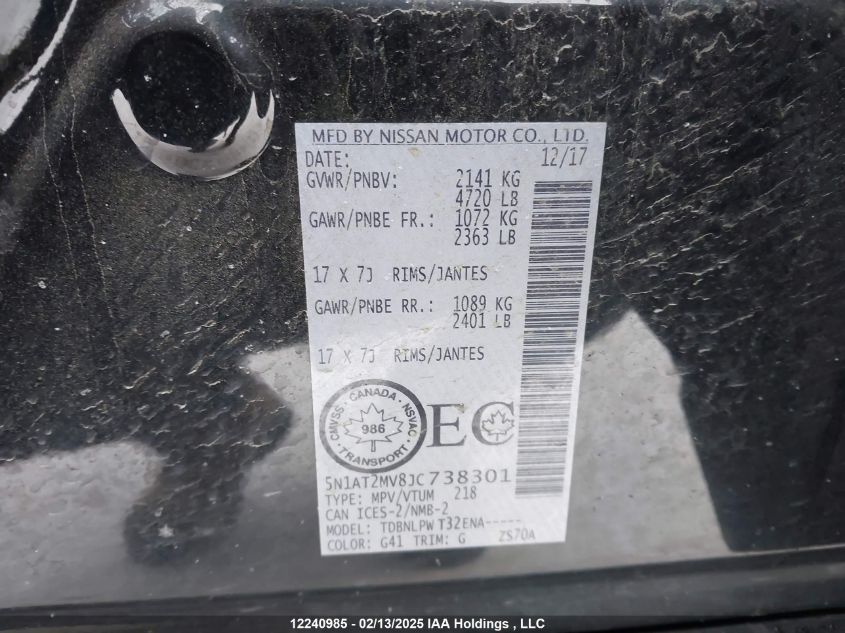 MFD BY NISSAN MOTOR CO., LTD.
DATE: 12/17
GVWR/PNBV: 2141 KG
4720 LB
GAWR/PNBE FR.: 1072 KG
2363 LB
17 X 7J RIMS/JANTES
GAWR/PNBE RR.: 1089 KG
2401 LB
17 X 7J RIMS/JANTES
CMVSS · CANADA · NSVAC
986
TRANSPORT
EC
5N1AT2MV8JC738301
TYPE: MPV/VTUM 218
CAN ICES-2/NMB-2
MODEL: TDBNLPW T32ENA-----
COLOR: G41 TRIM: G ZS70A
12240985 - 02/13/2025 IAA Holdings , LLC